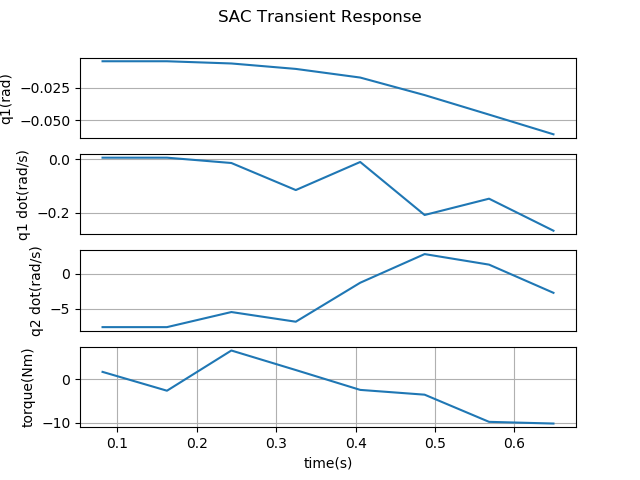 SAC Transient Response
q1(rad)
−0.025
−0.050
q1 dot(rad/s)
0.0
−0.2
q2 dot(rad/s)
0
−5
torque(Nm)
0
−10
0.1 0.2 0.3 0.4 0.5 0.6
time(s)